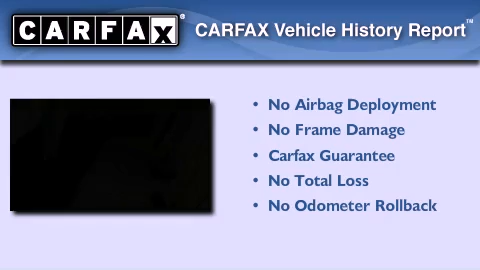 CARFAX® CARFAX Vehicle History Report™
• No Airbag Deployment
• No Frame Damage
• Carfax Guarantee
• No Total Loss
• No Odometer Rollback